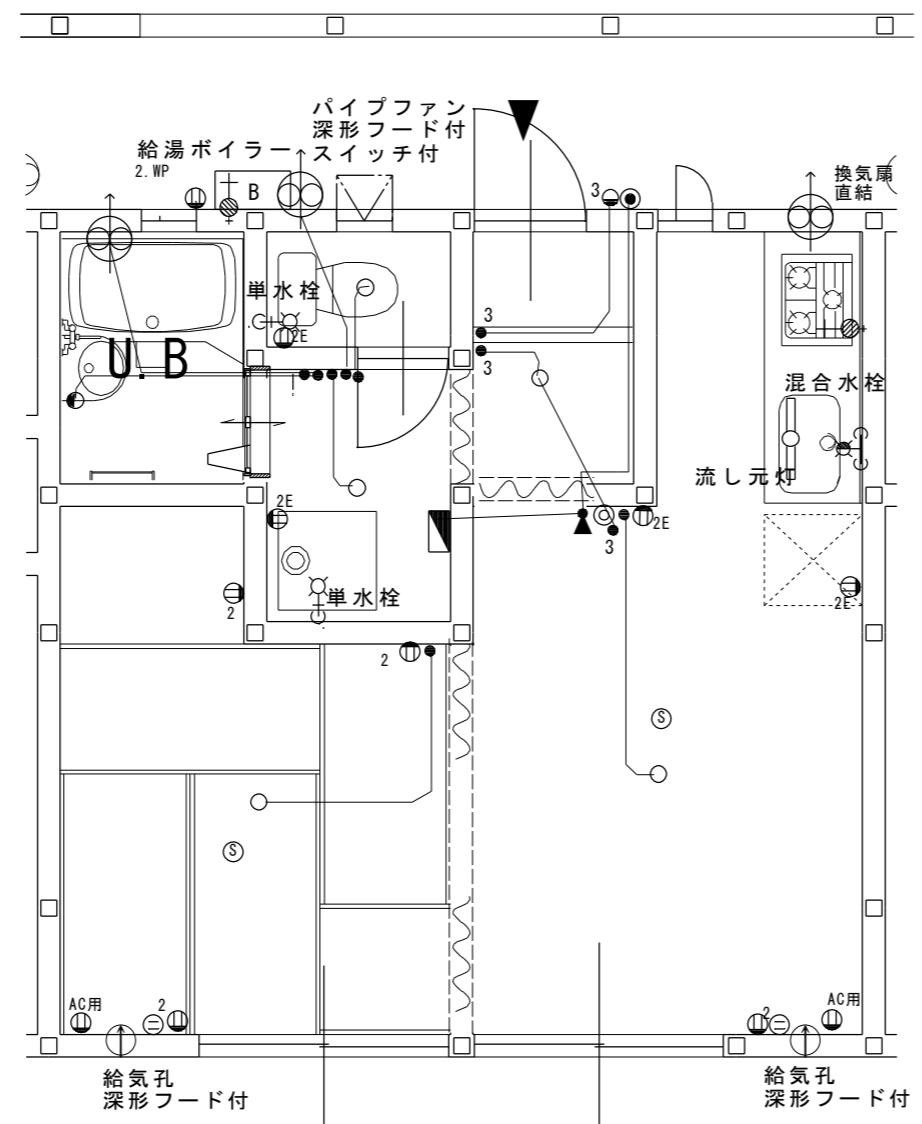 パイプファン
深形フード付
スイッチ付
給湯ボイラー
2.WP
B
3
換気扇
直結
単水栓
2E
3
3
U.B
混合水栓
流し元灯
2E
2E
3
単水栓
2
2E
2
S
S
AC用
2
2
AC用
給気孔
深形フード付
給気孔
深形フード付